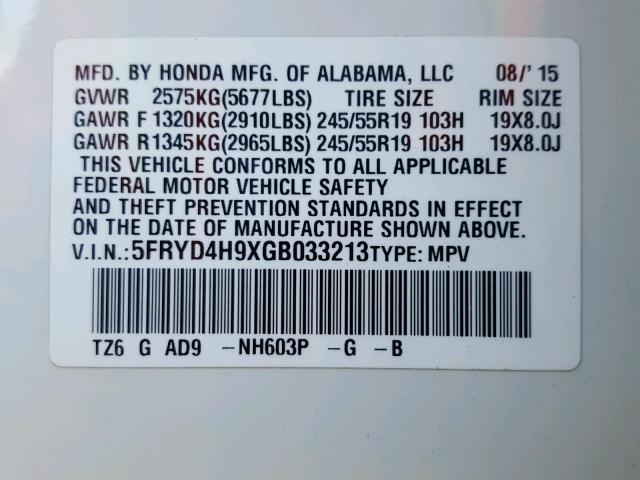 MFD. BY HONDA MFG. OF ALABAMA, LLC 08/' 15
GVWR 2575KG(5677LBS) TIRE SIZE RIM SIZE
GAWR F 1320KG(2910LBS) 245/55R19 103H 19X8.0J
GAWR R 1345KG(2965LBS) 245/55R19 103H 19X8.0J
THIS VEHICLE CONFORMS TO ALL APPLICABLE
FEDERAL MOTOR VEHICLE SAFETY
AND THEFT PREVENTION STANDARDS IN EFFECT
ON THE DATE OF MANUFACTURE SHOWN ABOVE.
V.I.N.:5FRYD4H9XGB033213TYPE: MPV
TZ6 G AD9 -NH603P -G -B